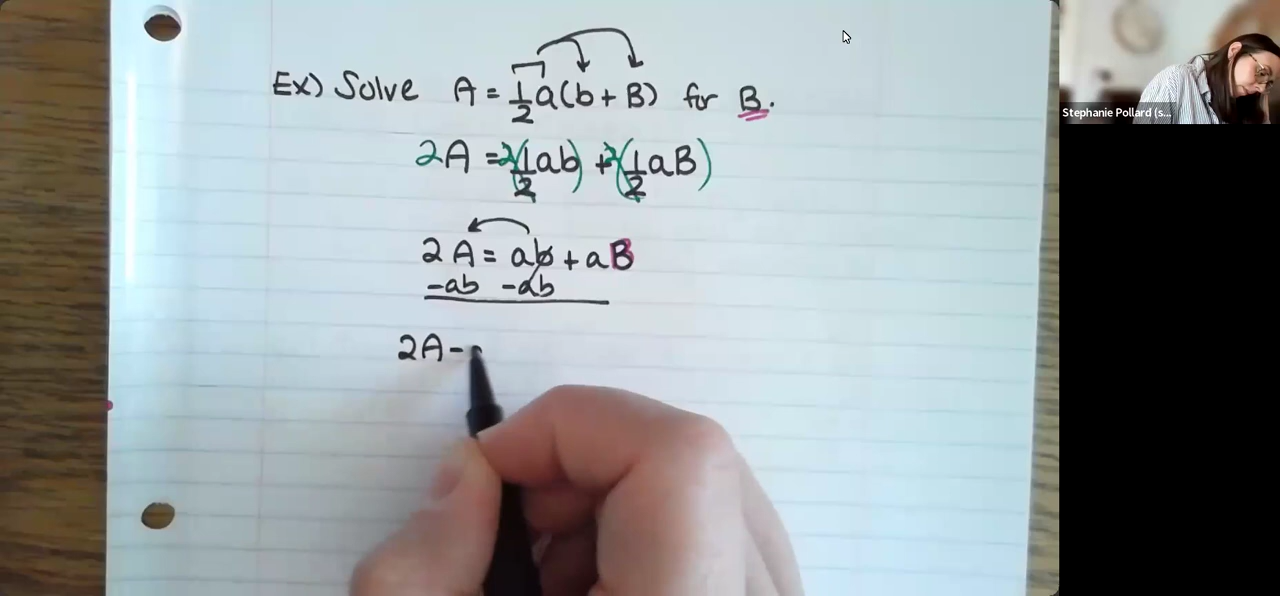 Ex) Solve A = 1/2 a(b + B) for B.
2A = 2(1/2 ab) + 2(1/2 aB)
2A = ab + aB
-ab -ab
2A -
Stephanie Pollard (s...